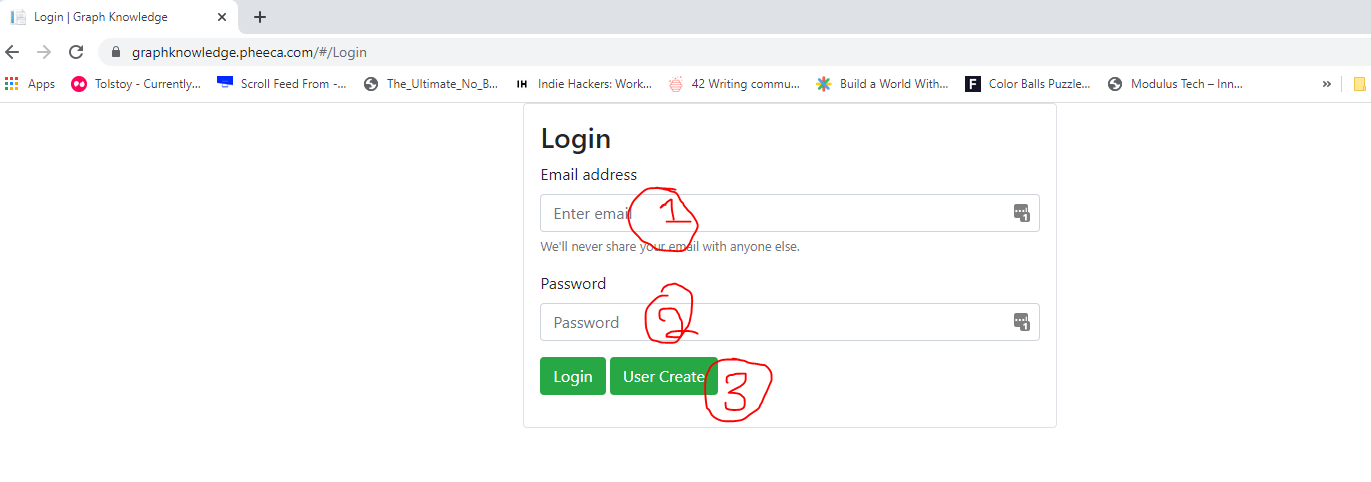 Login | Graph Knowledge
graphknowledge.pheeca.com/#/Login
Apps Tolstoy - Currently... Scroll Feed From -... The_Ultimate_No_B... IH Indie Hackers: Work... 42 Writing commu... Build a World With... F Color Balls Puzzle... Modulus Tech – Inn... »
Login
Email address
Enter email 1 1
We'll never share your email with anyone else.
Password
Password 2 1
Login User Create 3